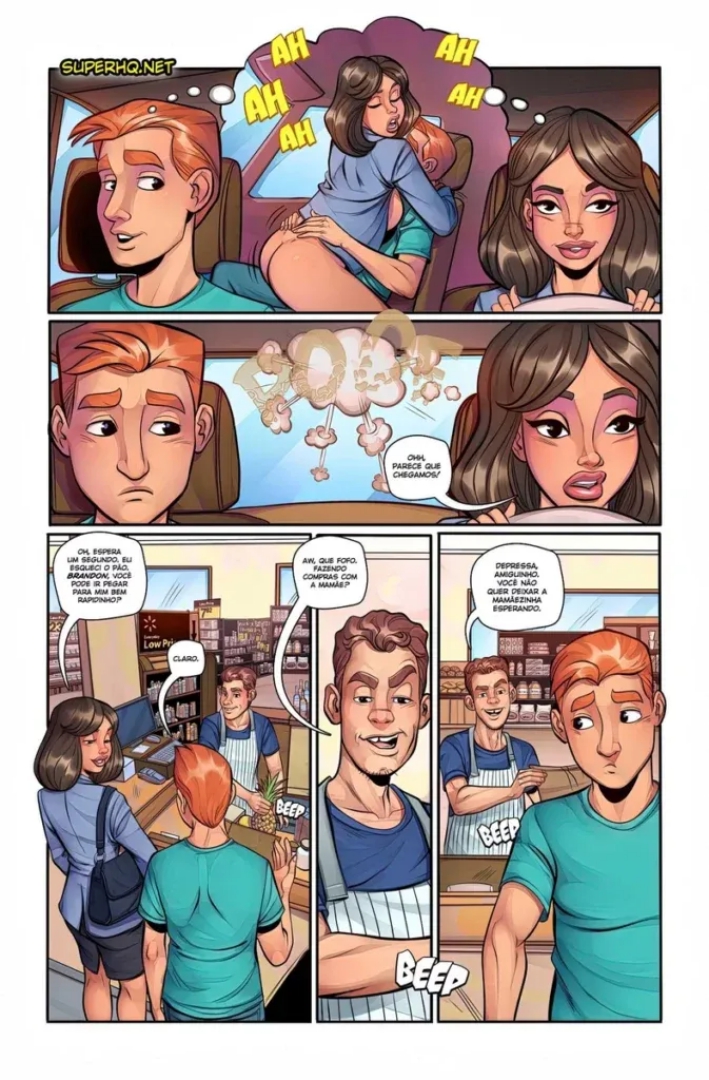 SUPERHQ.NET
AH
AH
AH
AH
AH
POOF
OHH,
PARECE QUE
CHEGAMOS!
OH, ESPERA
UM SEGUNDO. EU
ESQUECI O PÃO.
BRANDON, VOCÊ
PODE IR PEGAR
PARA MIM BEM
RAPIDINHO?
CLARO.
Low Pri
BEEP
AW, QUE FOFO.
FAZENDO
COMPRAS COM
A MAMÃE?
BEEP
DEPRESSA,
AMIGUINHO.
VOCÊ NÃO
QUER DEIXAR A
MAMÃEZINHA
ESPERANDO.
BEEP